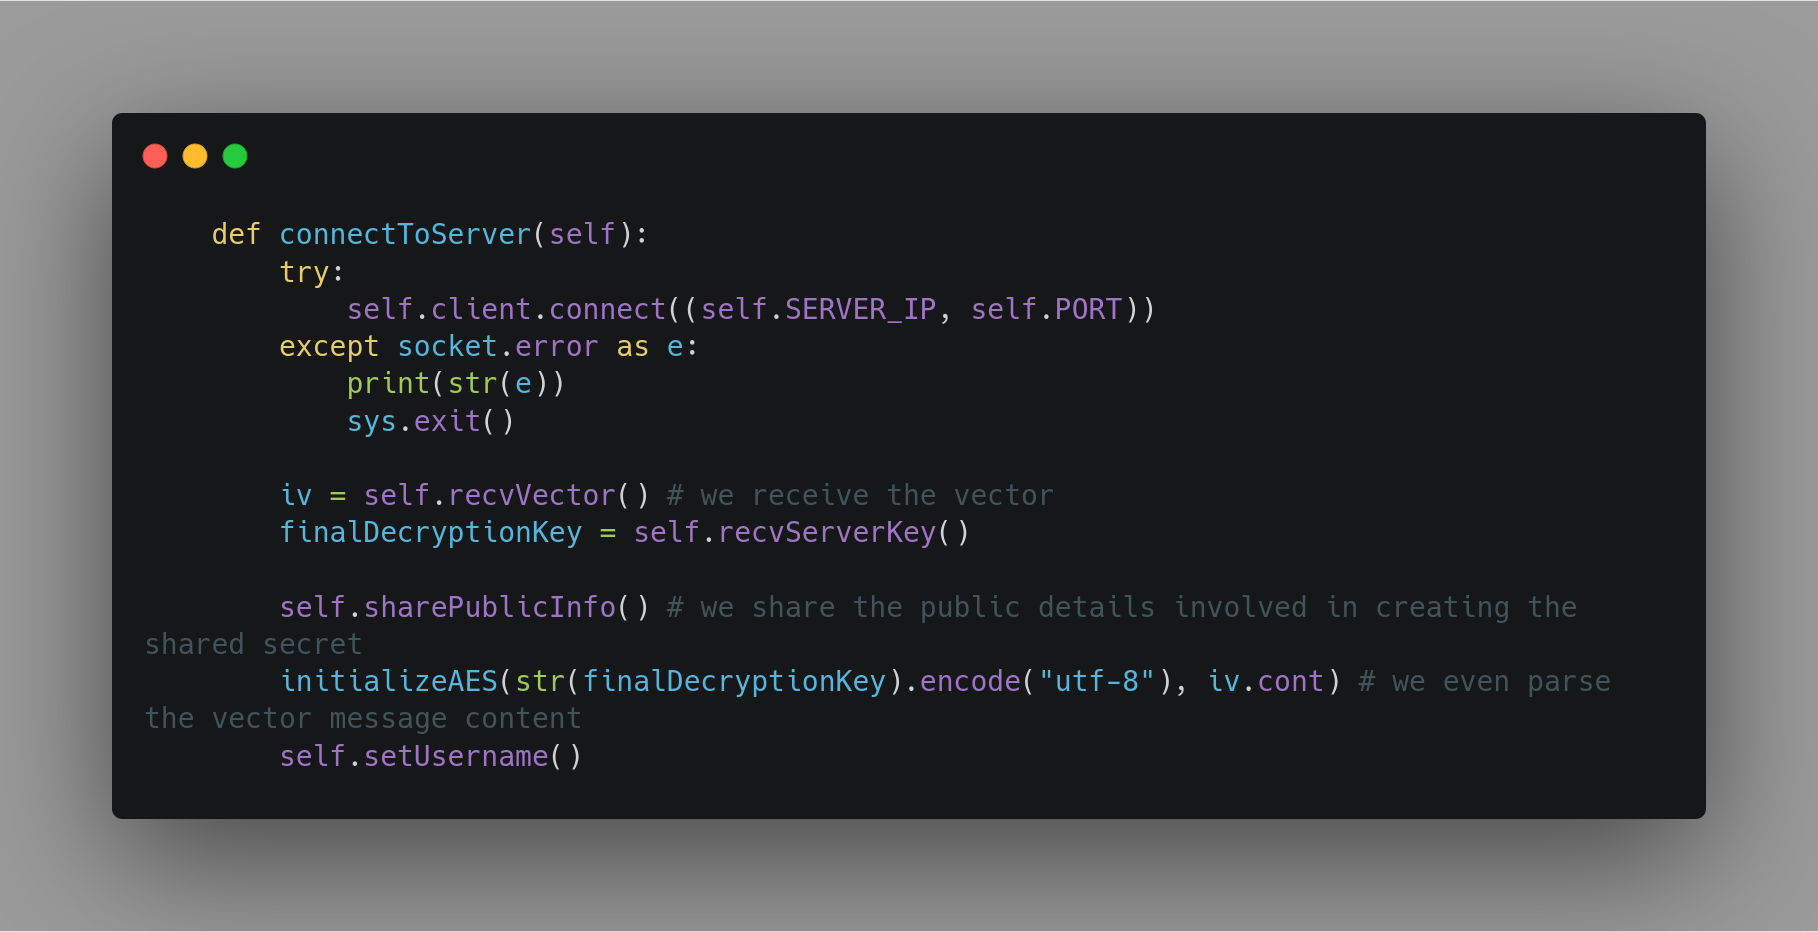 def connectToServer(self):
try:
self.client.connect((self.SERVER_IP, self.PORT))
except socket.error as e:
print(str(e))
sys.exit()
iv = self.recvVector() # we receive the vector
finalDecryptionKey = self.recvServerKey()
self.sharePublicInfo() # we share the public details involved in creating the
shared secret
initializeAES(str(finalDecryptionKey).encode("utf-8"), iv.cont) # we even parse
the vector message content
self.setUsername()